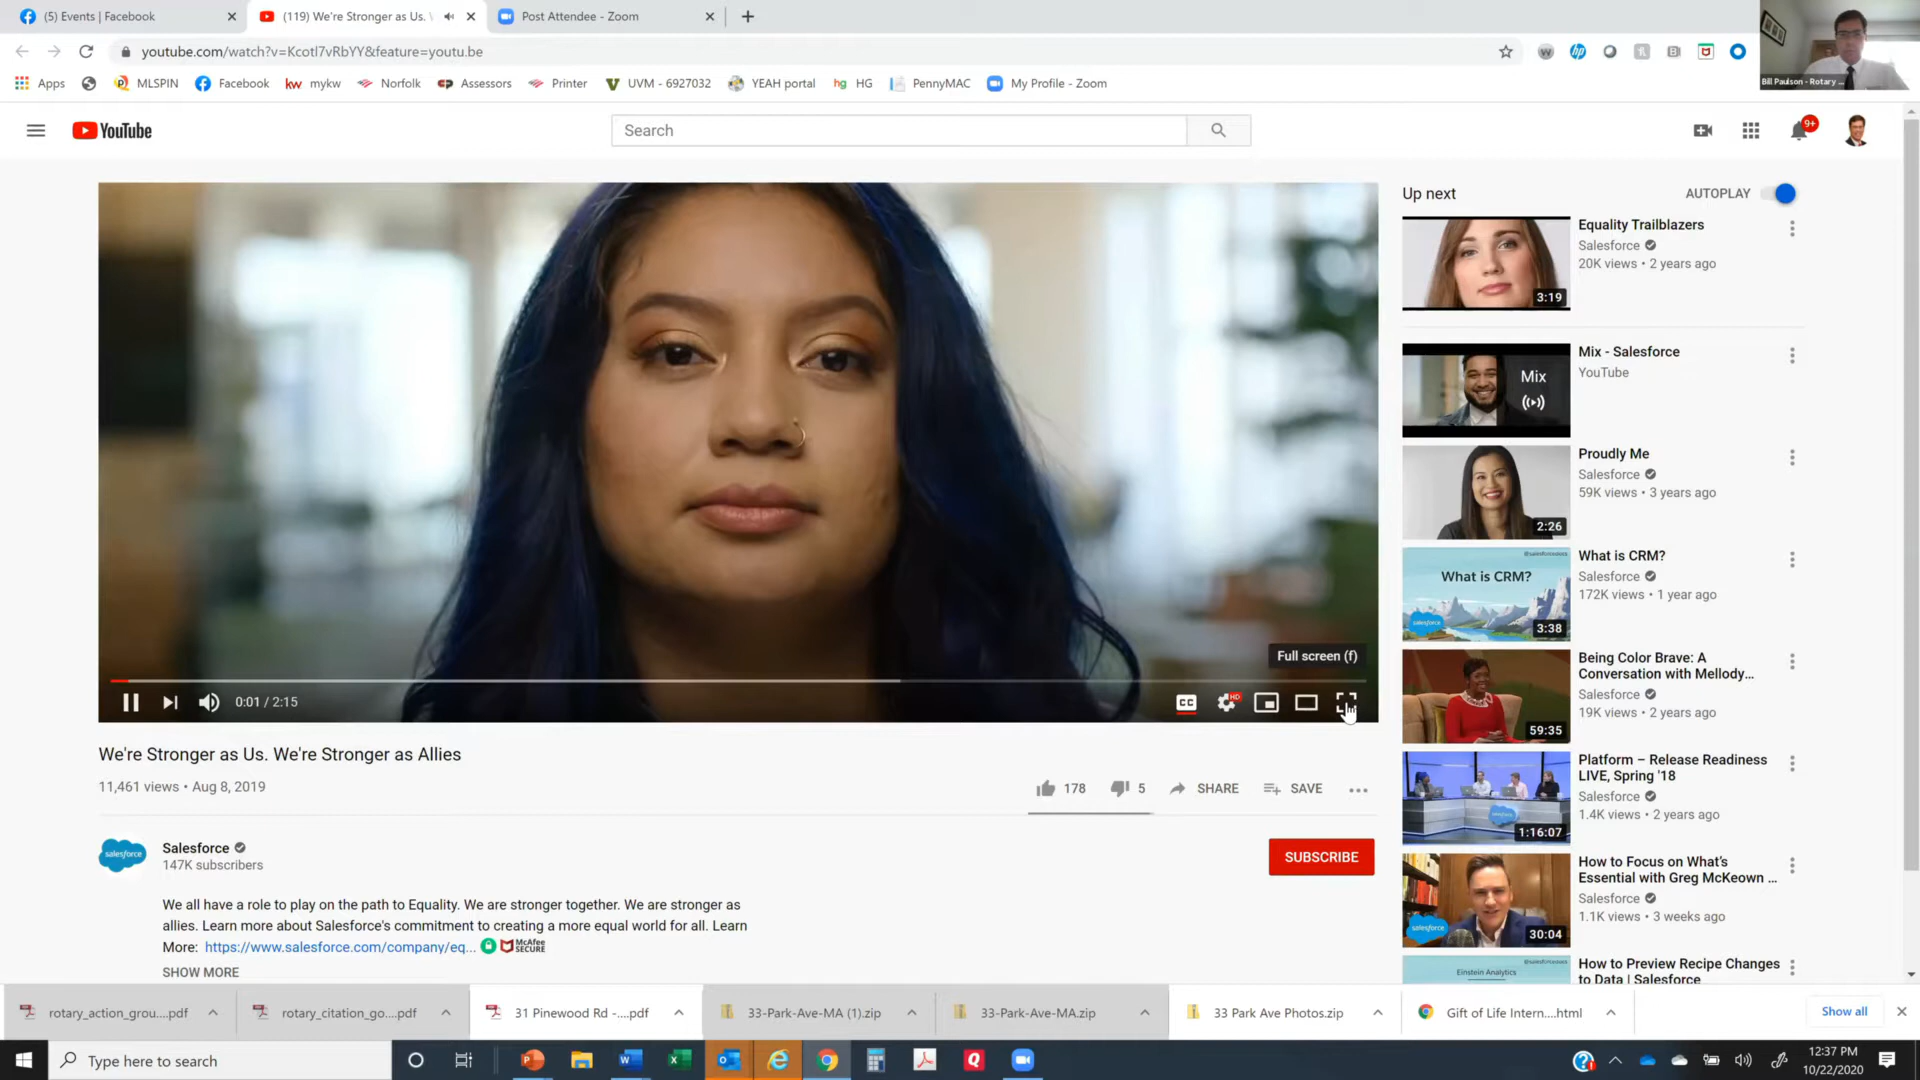 (5) Events | Facebook
(119) We're Stronger as Us.
Post Attendee - Zoom
youtube.com/watch?v=Kcotl7vRbYY&feature=youtu.be
Apps
MLSPIN
Facebook
kw mykw
Norfolk
cp Assessors
Printer
UVM - 6927032
YEAH portal
hg HG
PennyMAC
My Profile - Zoom
Bill Paulson - Rotary ...
YouTube
Search
9+
Up next
AUTOPLAY
Equality Trailblazers
Salesforce
20K views • 2 years ago
3:19
Mix - Salesforce
YouTube
Mix
Proudly Me
Salesforce
59K views • 3 years ago
2:26
What is CRM?
Salesforce
172K views • 1 year ago
What is CRM?
salesforce
3:38
Being Color Brave: A
Conversation with Mellody...
Salesforce
19K views • 2 years ago
59:35
Platform – Release Readiness
LIVE, Spring '18
Salesforce
1.4K views • 2 years ago
salesforce
1:16:07
How to Focus on What's
Essential with Greg McKeown ...
Salesforce
1.1K views • 3 weeks ago
salesforce
30:04
How to Preview Recipe Changes
to Data | Salesforce
Einstein Analytics
Full screen (f)
0:01 / 2:15
CC
HD
We're Stronger as Us. We're Stronger as Allies
11,461 views • Aug 8, 2019
178
5
SHARE
SAVE
salesforce
Salesforce
147K subscribers
SUBSCRIBE
We all have a role to play on the path to Equality. We are stronger together. We are stronger as
allies. Learn more about Salesforce's commitment to creating a more equal world for all. Learn
More: https://www.salesforce.com/company/eq... McAfee SECURE
SHOW MORE
rotary_action_grou....pdf
rotary_citation_go....pdf
31 Pinewood Rd -....pdf
33-Park-Ave-MA (1).zip
33-Park-Ave-MA.zip
33 Park Ave Photos.zip
Gift of Life Intern....html
Show all
Type here to search
12:37 PM
10/22/2020